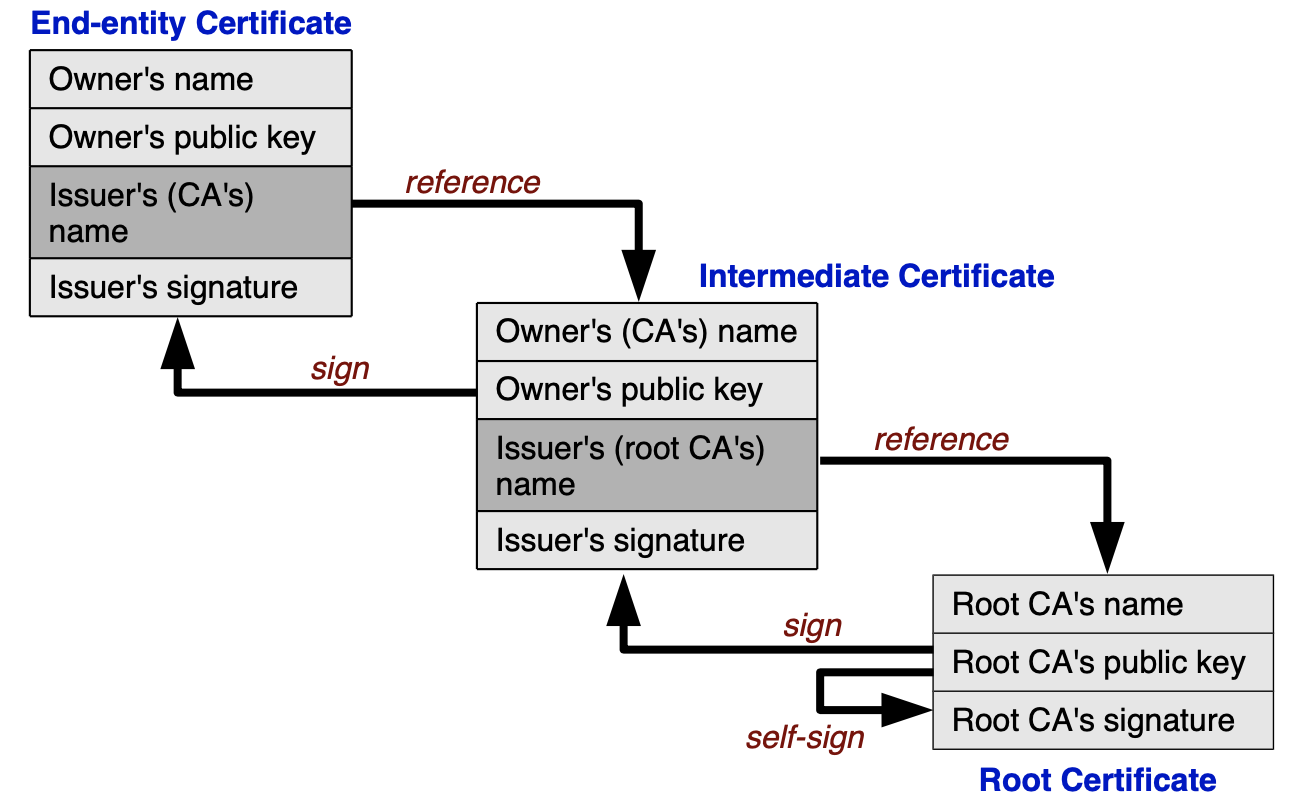 End-entity Certificate
Owner's name
Owner's public key
Issuer's (CA's)
name
Issuer's signature
reference
sign
Intermediate Certificate
Owner's (CA's) name
Owner's public key
Issuer's (root CA's)
name
Issuer's signature
reference
sign
self-sign
Root CA's name
Root CA's public key
Root CA's signature
Root Certificate